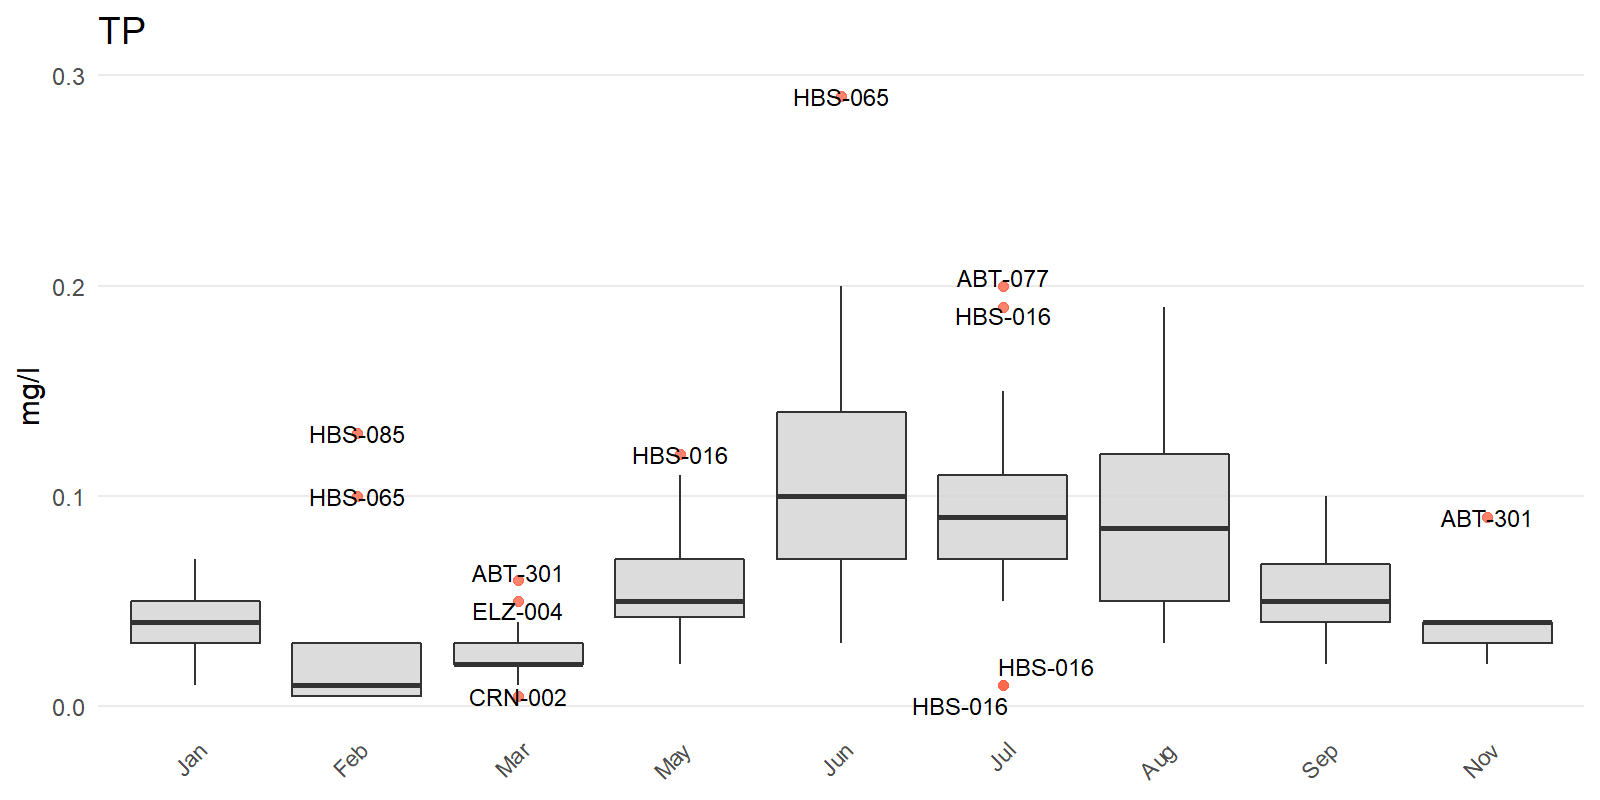 TP
0.3
HBS-065
ABT-077
0.2
HBS-016
mg/l
HBS-085
HBS-016
HBS-065
0.1
ABT-301
ABT-301
ELZ-004
HBS-016
CRN-002
HBS-016
0.0
Jan
Feb
Mar
May
Jun
Jul
Aug
Sep
Nov